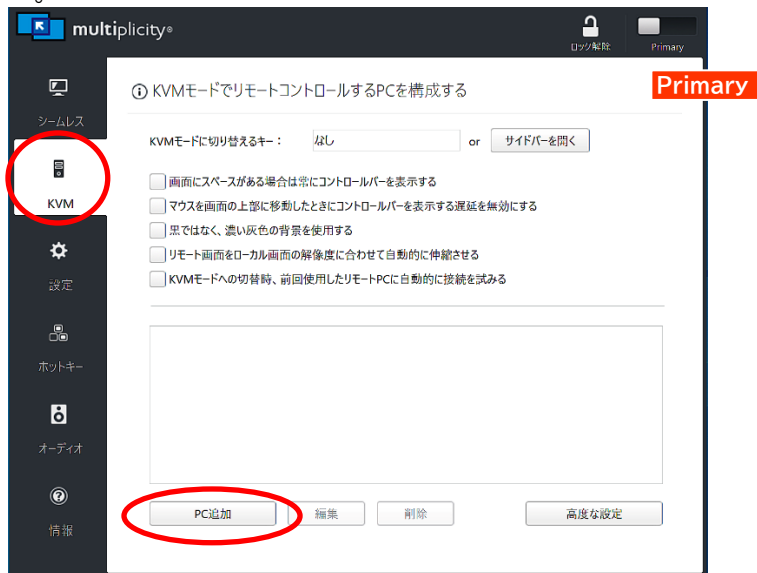 multiplicity®
ロック解除
Primary
Primary
シームレス
KVM
設定
ホットキー
オーディオ
情報
KVMモードでリモートコントロールするPCを構成する
KVMモードに切り替えるキー： なし or サイドバーを開く
画面にスペースがある場合は常にコントロールバーを表示する
マウスを画面の上部に移動したときにコントロールバーを表示する遅延を無効にする
黒ではなく、濃い灰色の背景を使用する
リモート画面をローカル画面の解像度に合わせて自動的に伸縮させる
KVMモードへの切替時、前回使用したリモートPCに自動的に接続を試みる
PC追加 編集 削除 高度な設定